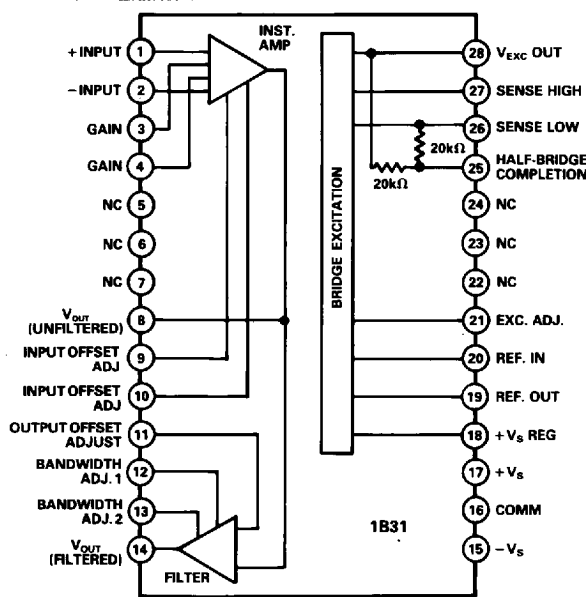 INST.
AMP
+ INPUT 1
– INPUT 2
GAIN 3
GAIN 4
NC 5
NC 6
NC 7
VOUT
(UNFILTERED) 8
INPUT OFFSET
ADJ 9
INPUT OFFSET
ADJ 10
OUTPUT OFFSET
ADJUST 11
BANDWIDTH
ADJ. 1 12
BANDWIDTH
ADJ. 2 13
VOUT
(FILTERED) 14
FILTER
BRIDGE EXCITATION
20kΩ
20kΩ
28 VEXC OUT
27 SENSE HIGH
26 SENSE LOW
25 HALF-BRIDGE
COMPLETION
24 NC
23 NC
22 NC
21 EXC. ADJ.
20 REF. IN
19 REF. OUT
18 +VS REG
17 +VS
16 COMM
15 –VS
1B31